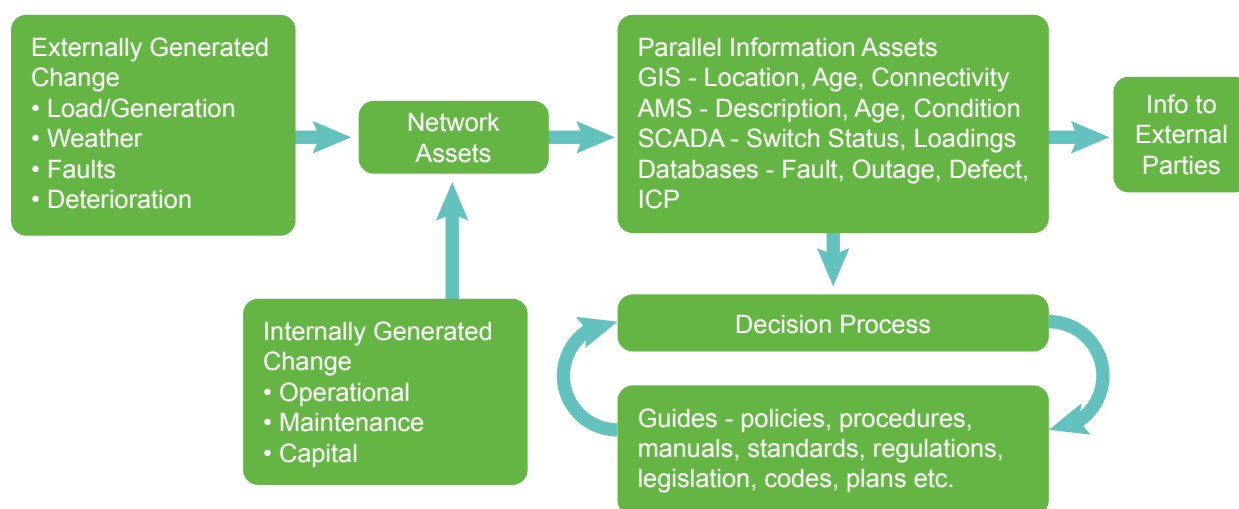 Externally Generated
Change
• Load/Generation
• Weather
• Faults
• Deterioration
Network
Assets
Parallel Information Assets
GIS - Location, Age, Connectivity
AMS - Description, Age, Condition
SCADA - Switch Status, Loadings
Databases - Fault, Outage, Defect,
ICP
Info to
External
Parties
Internally Generated
Change
• Operational
• Maintenance
• Capital
Decision Process
Guides - policies, procedures,
manuals, standards, regulations,
legislation, codes, plans etc.